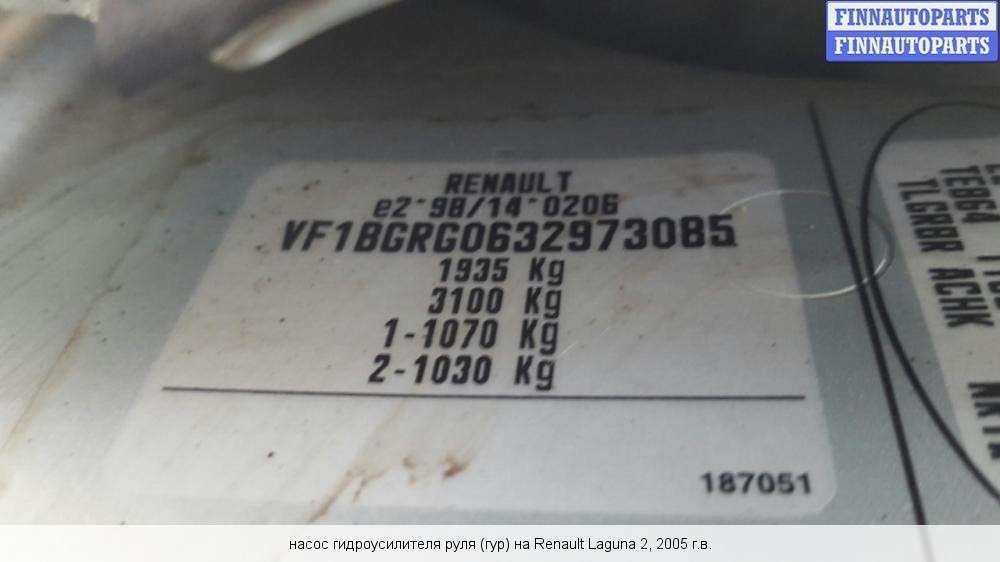 FINNAUTOPARTS
FINNAUTOPARTS
RENAULT
e2*98/14*0206
VF1BGRG0632973085
1935 Kg
3100 Kg
1-1070 Kg
2-1030 Kg
187051
TE864
TLGRBR ACHK
насос гидроусилителя руля (гур) на Renault Laguna 2, 2005 г.в.